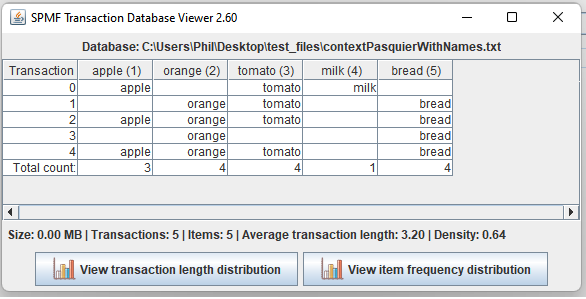 SPMF Transaction Database Viewer 2.60
Database: C:\Users\Phil\Desktop\test_files\contextPasquierWithNames.txt
Transaction apple (1) orange (2) tomato (3) milk (4) bread (5)
0 apple tomato milk
1 orange tomato bread
2 apple orange tomato bread
3 orange bread
4 apple orange tomato bread
Total count: 3 4 4 1 4
Size: 0.00 MB | Transactions: 5 | Items: 5 | Average transaction length: 3.20 | Density: 0.64
View transaction length distribution View item frequency distribution